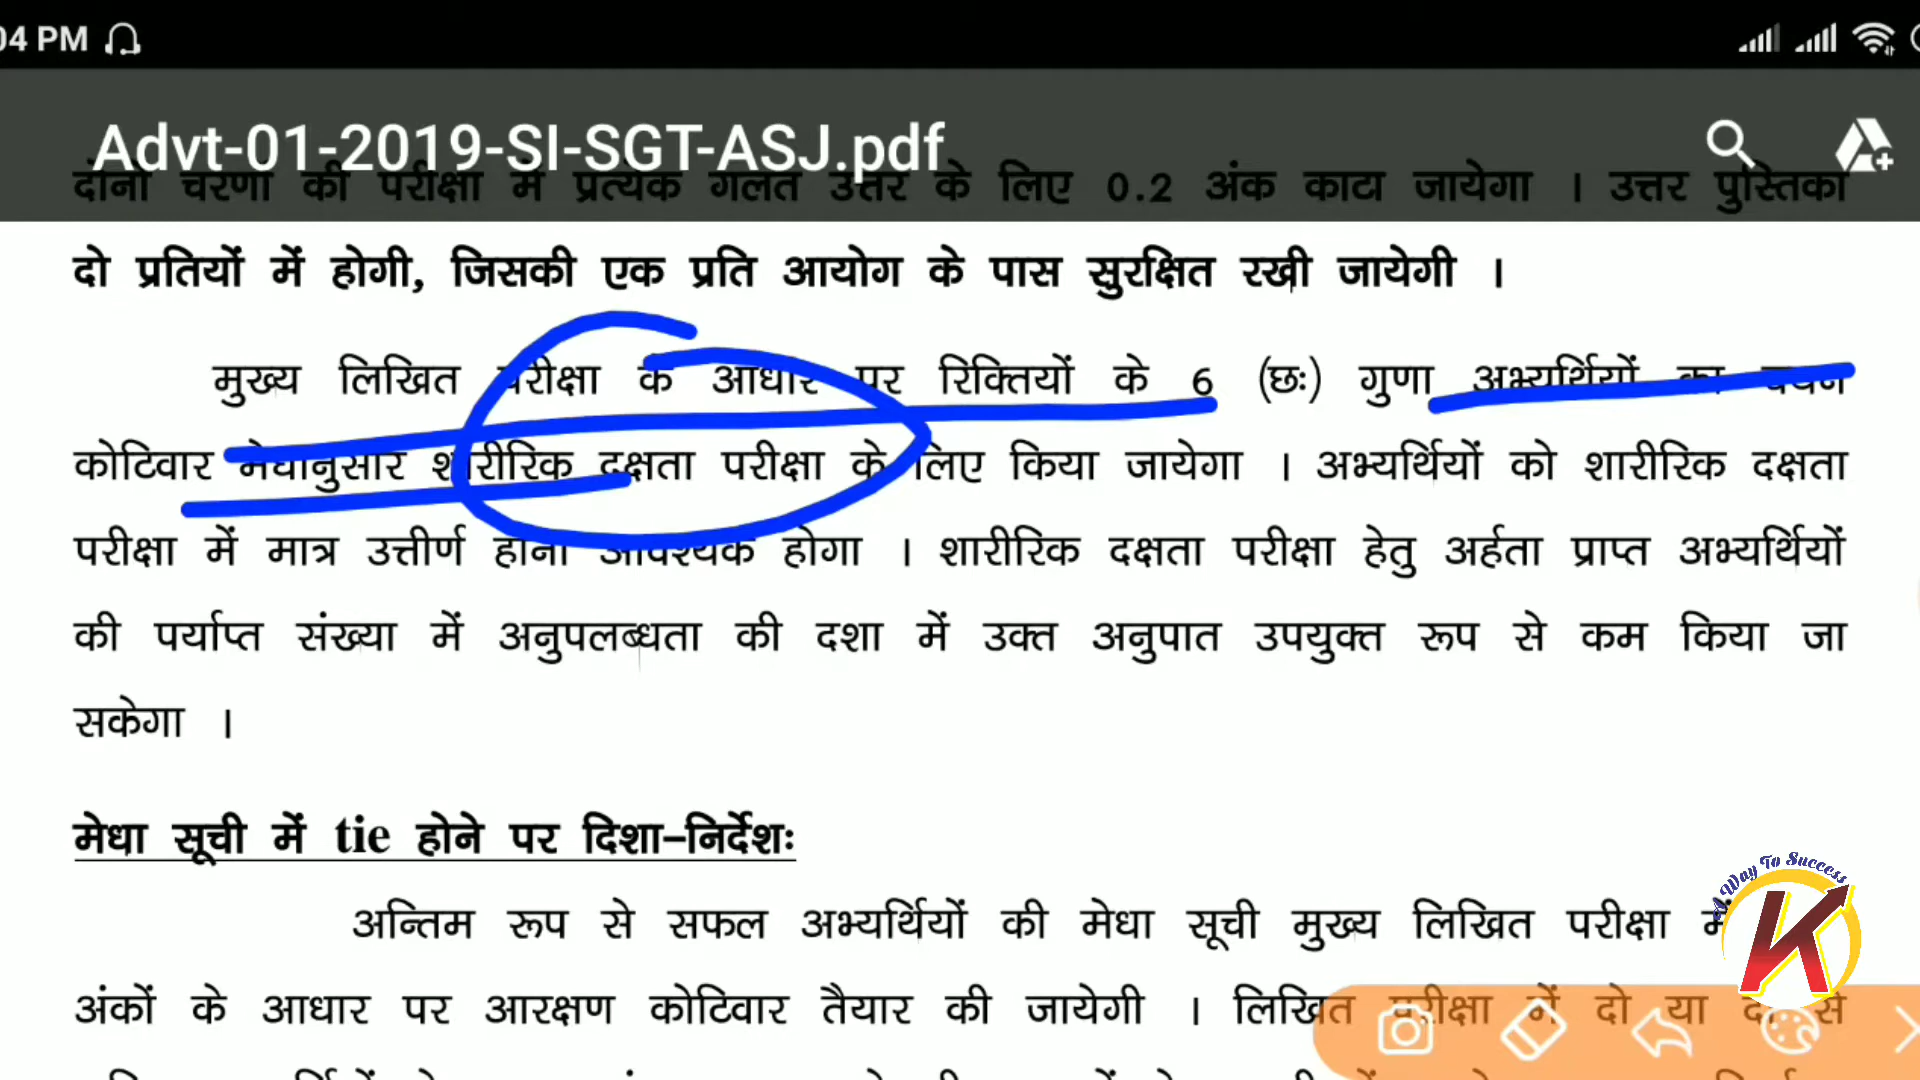 04 PM
Advt-01-2019-SI-SGT-ASJ.pdf
दोनों चरणों की परीक्षा में प्रत्येक गलत उत्तर के लिए 0.2 अंक काटा जायेगा । उत्तर पुस्तिका
दो प्रतियों में होगी, जिसकी एक प्रति आयोग के पास सुरक्षित रखी जायेगी ।
मुख्य लिखित परीक्षा के आधार पर रिक्तियों के 6 (छः) गुणा अभ्यर्थियों का चयन
कोटिवार मेधानुसार शारीरिक दक्षता परीक्षा के लिए किया जायेगा । अभ्यर्थियों को शारीरिक दक्षता
परीक्षा में मात्र उत्तीर्ण होना आवश्यक होगा । शारीरिक दक्षता परीक्षा हेतु अर्हता प्राप्त अभ्यर्थियों
की पर्याप्त संख्या में अनुपलब्धता की दशा में उक्त अनुपात उपयुक्त रूप से कम किया जा
सकेगा ।
मेधा सूची में tie होने पर दिशा-निर्देशः
A Way To Success
K
अन्तिम रूप से सफल अभ्यर्थियों की मेधा सूची मुख्य लिखित परीक्षा में
अंकों के आधार पर आरक्षण कोटिवार तैयार की जायेगी । लिखित परीक्षा में दो या दो से